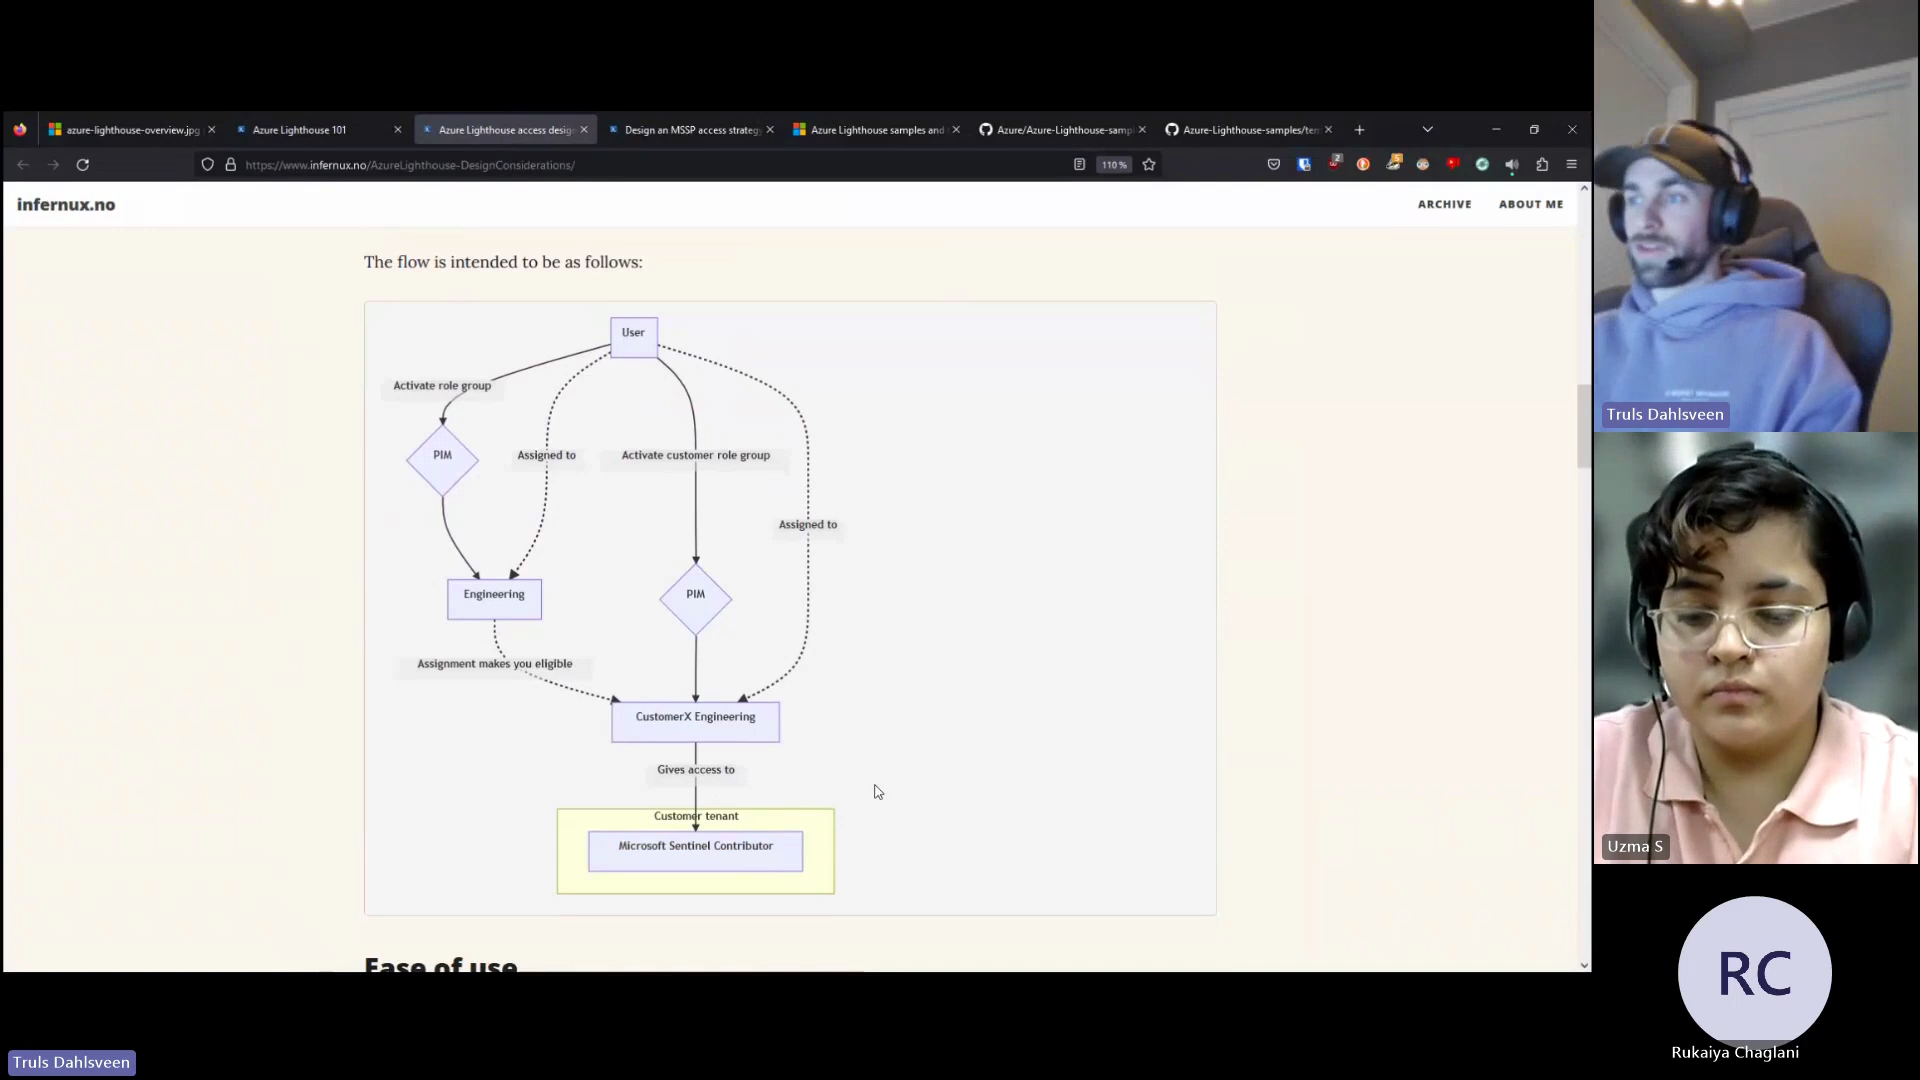 azure-lighthouse-overview.jpg
Azure Lighthouse 101
Azure Lighthouse access desig
Design an MSSP access strategy
Azure Lighthouse samples and
Azure/Azure-Lighthouse-samp
Azure-Lighthouse-samples/tem
https://www.infernux.no/AzureLighthouse-DesignConsiderations/
110%
2
5
infernux.no
ARCHIVE
ABOUT ME
The flow is intended to be as follows:
User
Activate role group
PIM
Assigned to
Activate customer role group
Assigned to
Engineering
PIM
Assignment makes you eligible
CustomerX Engineering
Gives access to
Customer tenant
Microsoft Sentinel Contributor
Ease of use
Truls Dahlsveen
Uzma S
RC
Rukaiya Chaglani
Truls Dahlsveen